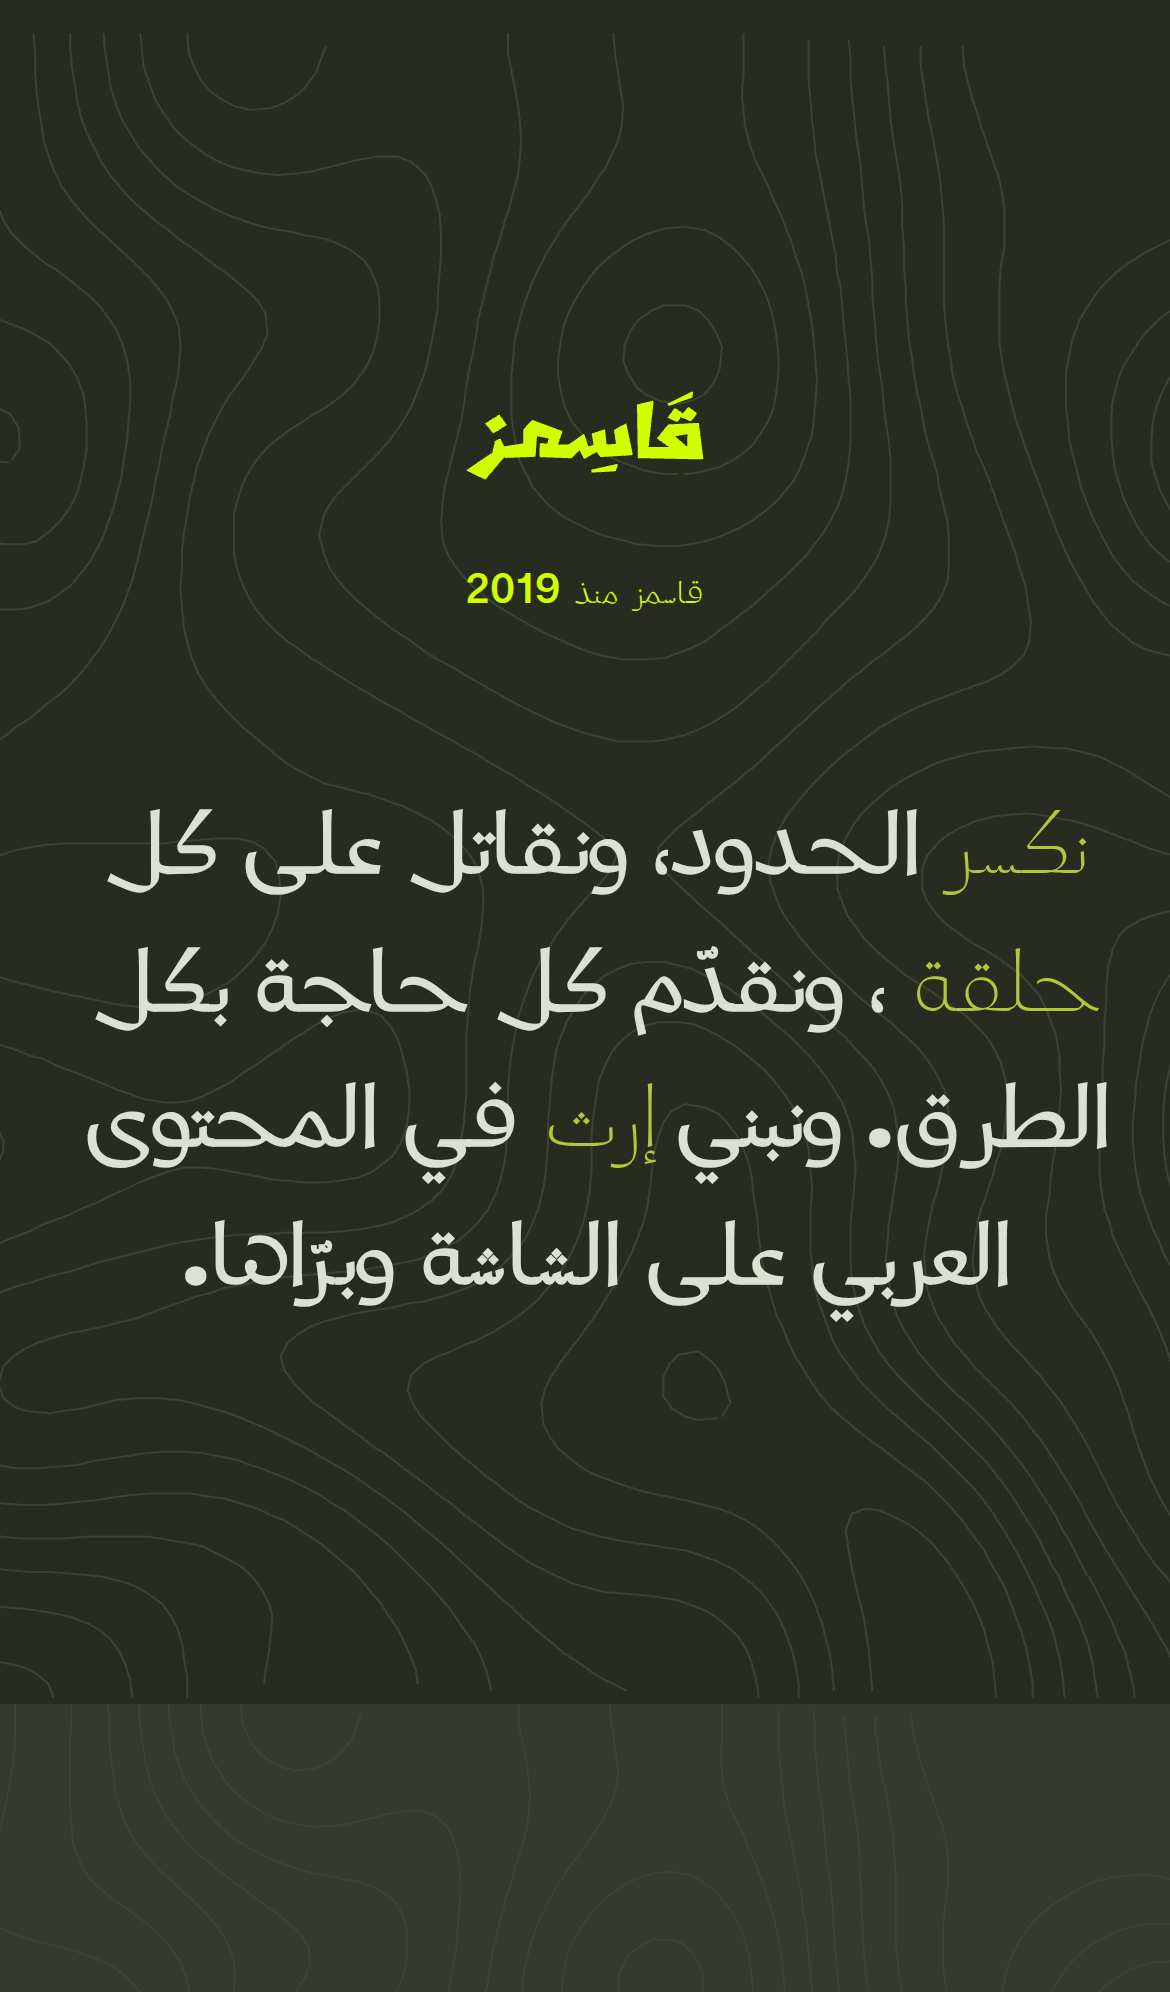 قَاسِمز
قاسمز منذ 2019
نكسر الحدود، ونقاتل على كل
حلقة ، ونقدّم كل حاجة بكل
الطرق. ونبني إرث في المحتوى
العربي على الشاشة وبرّاها.